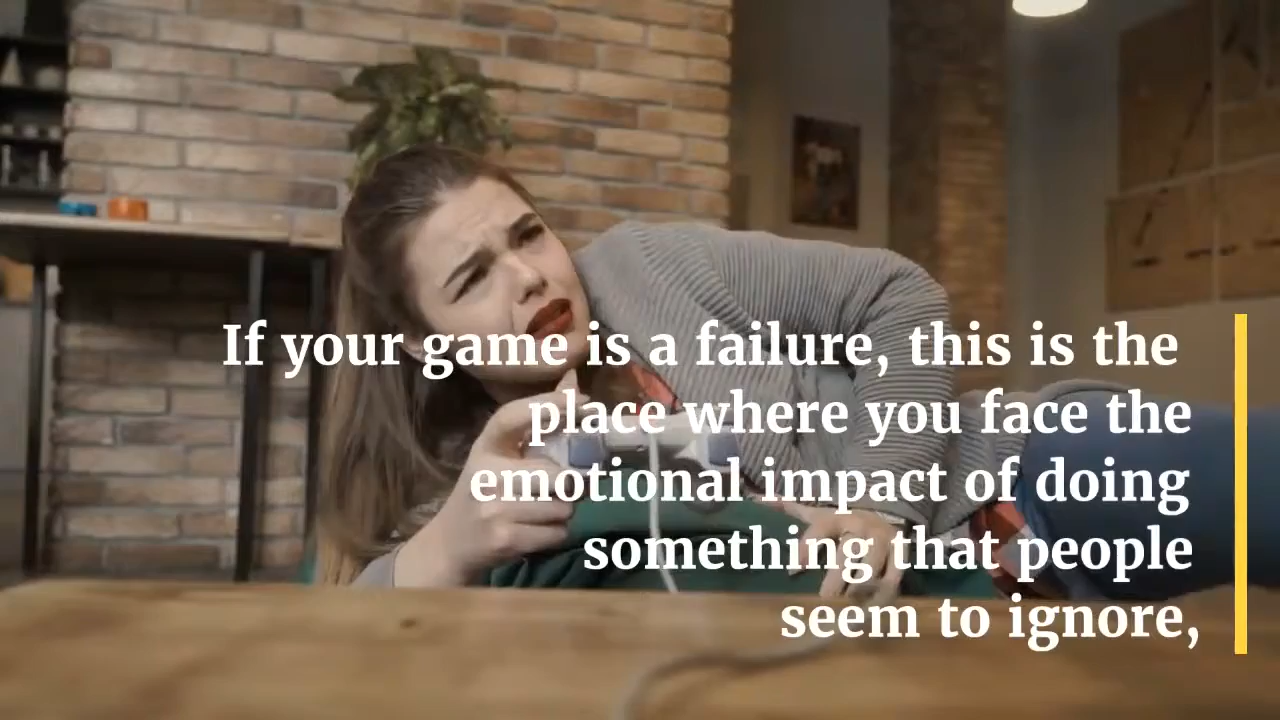 If your game is a failure, this is the
place where you face the
emotional impact of doing
something that people
seem to ignore,